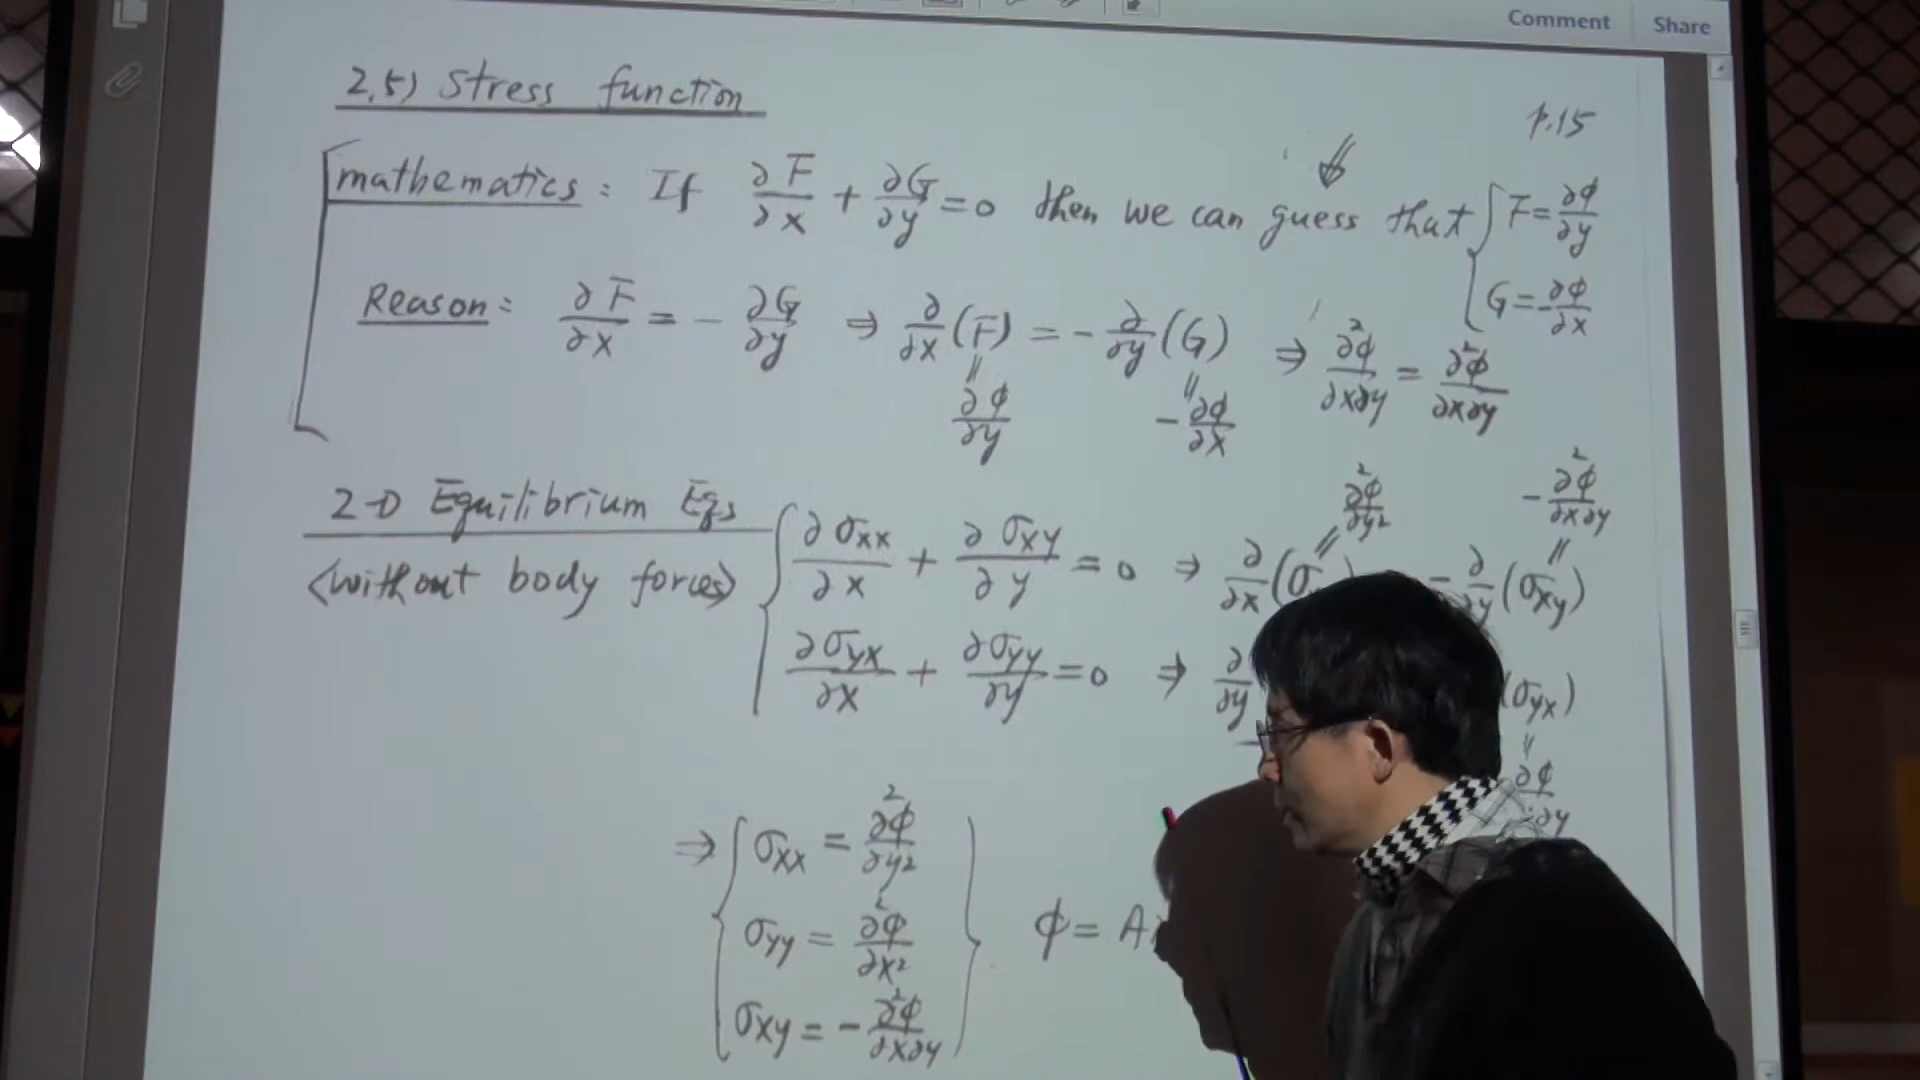 Comment Share
2,5) Stress function
p.15
mathematics: If ∂F/∂x + ∂G/∂y = 0 then we can guess that { F = ∂φ/∂y
G = -∂φ/∂x
Reason: ∂F/∂x = - ∂G/∂y ⇒ ∂/∂x (F) = - ∂/∂y (G) ⇒ ∂²φ/∂x∂y = ∂²φ/∂x∂y
|| ∂φ/∂y || -∂φ/∂x
∂²φ/∂y² -∂²φ/∂x∂y
2-D Equilibrium Eqs { ∂σxx/∂x + ∂σxy/∂y = 0 ⇒ ∂/∂x (σ - ∂/∂y (σxy)
<without body forces> ∂σyx/∂x + ∂σyy/∂y = 0 ⇒ ∂/∂y (σyx)
⇒ { σxx = ∂²φ/∂y²
σyy = ∂²φ/∂x² } φ = A
σxy = - ∂²φ/∂x∂y